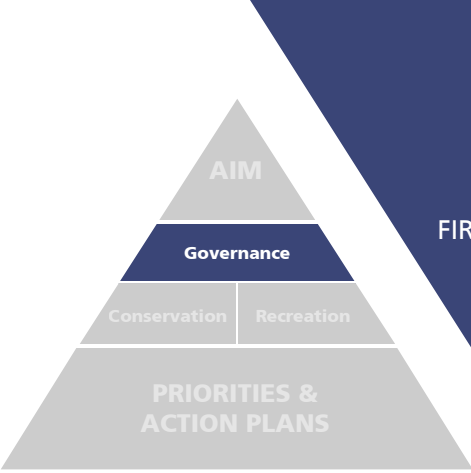 AIM
Governance
FIR
Conservation Recreation
PRIORITIES &
ACTION PLANS